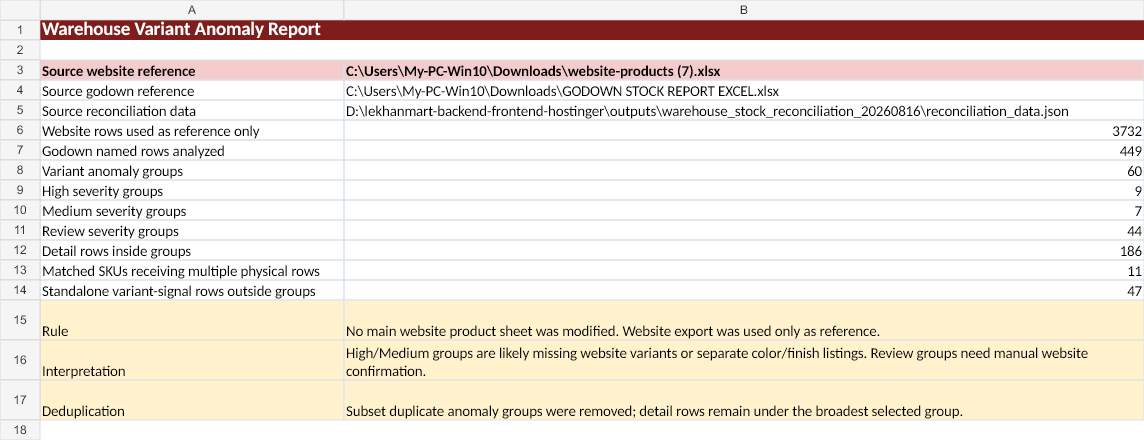 A B
1 Warehouse Variant Anomaly Report
2
3 Source website reference C:\Users\My-PC-Win10\Downloads\website-products (7).xlsx
4 Source godown reference C:\Users\My-PC-Win10\Downloads\GODOWN STOCK REPORT EXCEL.xlsx
5 Source reconciliation data D:\lekhanmart-backend-frontend-hostinger\outputs\warehouse_stock_reconciliation_20260816\reconciliation_data.json
6 Website rows used as reference only 3732
7 Godown named rows analyzed 449
8 Variant anomaly groups 60
9 High severity groups 9
10 Medium severity groups 7
11 Review severity groups 44
12 Detail rows inside groups 186
13 Matched SKUs receiving multiple physical rows 11
14 Standalone variant-signal rows outside groups 47
15 Rule No main website product sheet was modified. Website export was used only as reference.
16 Interpretation High/Medium groups are likely missing website variants or separate color/finish listings. Review groups need manual website
confirmation.
17 Deduplication Subset duplicate anomaly groups were removed; detail rows remain under the broadest selected group.
18